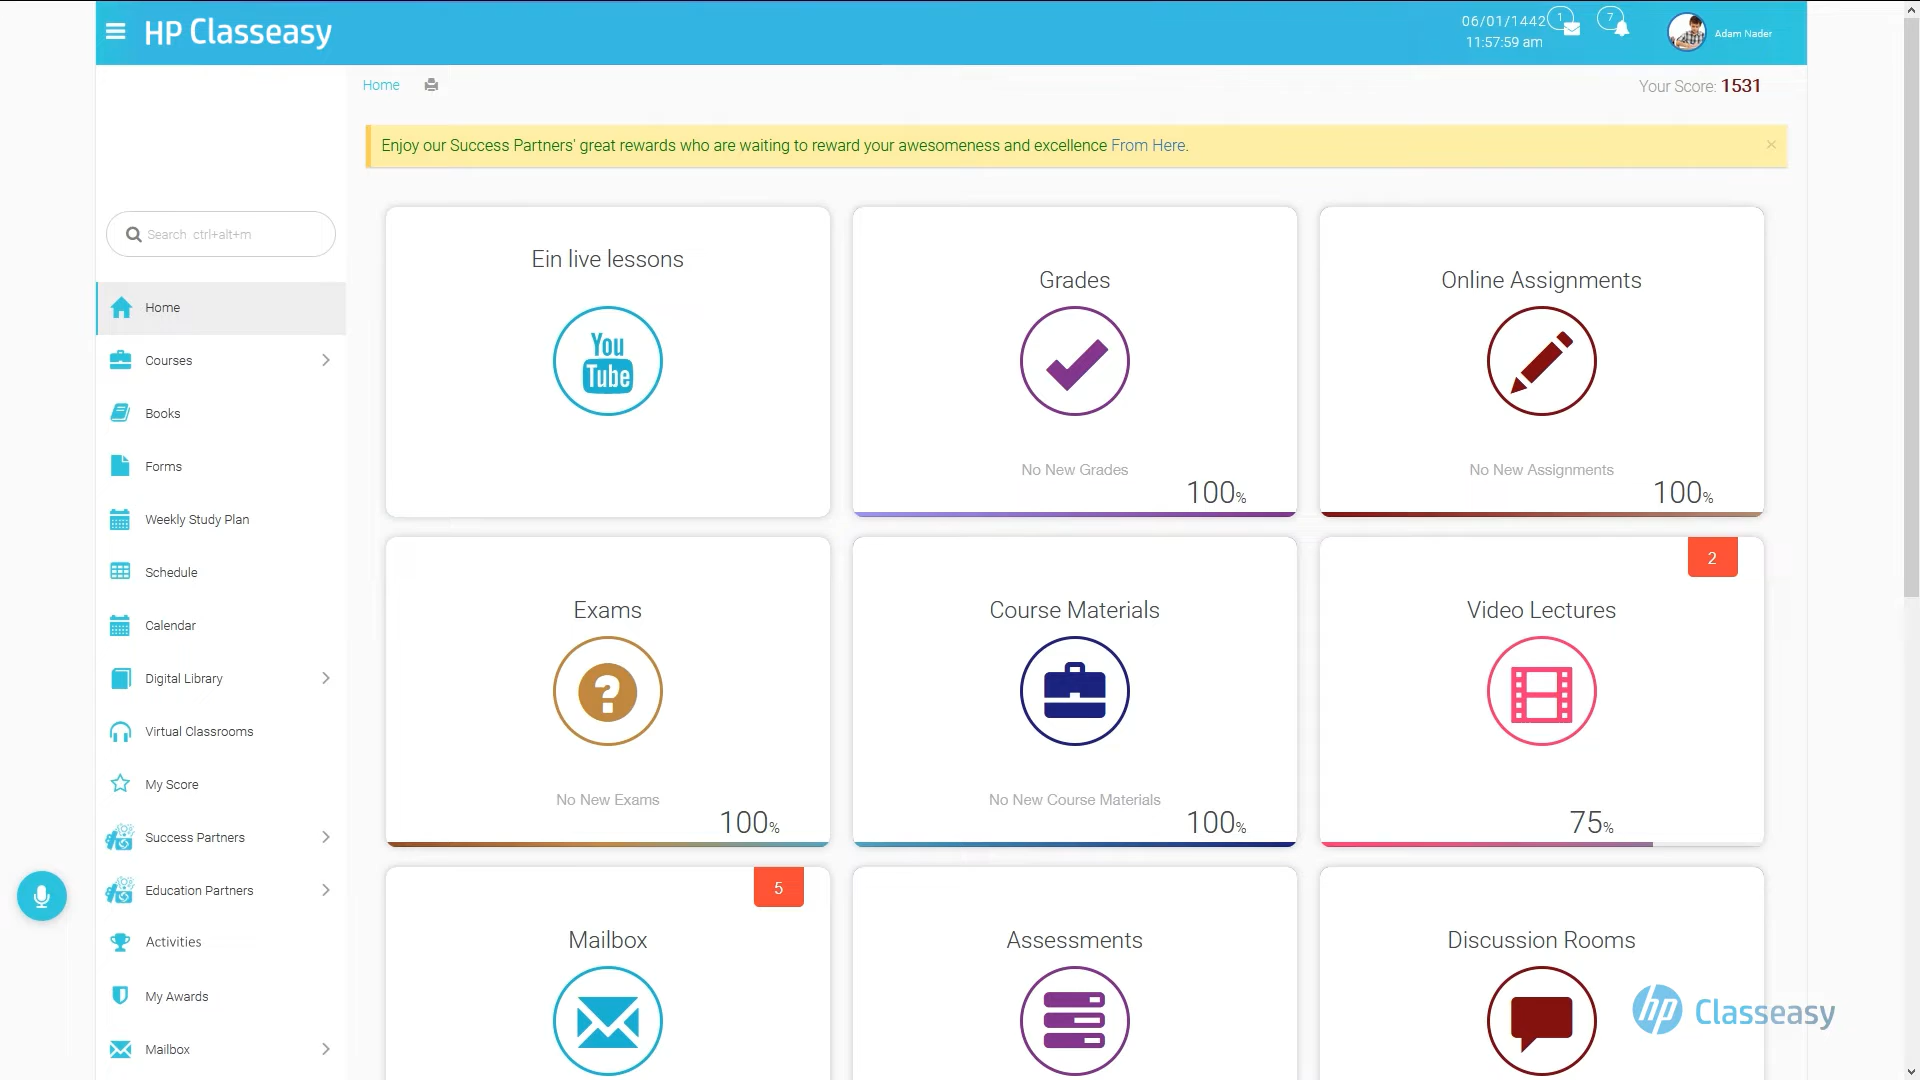 HP Classeasy
06/01/1442
11:57:59 am
1
7
Adam Nader
Home
Your Score: 1531
Enjoy our Success Partners' great rewards who are waiting to reward your awesomeness and excellence From Here.
×
Search ctrl+alt+m
Home
Courses
Books
Forms
Weekly Study Plan
Schedule
Calendar
Digital Library
Virtual Classrooms
My Score
Success Partners
Education Partners
Activities
My Awards
Mailbox
Ein live lessons
You
Tube
Grades
No New Grades
100%
Online Assignments
No New Assignments
100%
Exams
?
No New Exams
100%
Course Materials
No New Course Materials
100%
2
Video Lectures
75%
5
Mailbox
Assessments
Discussion Rooms
hp Classeasy